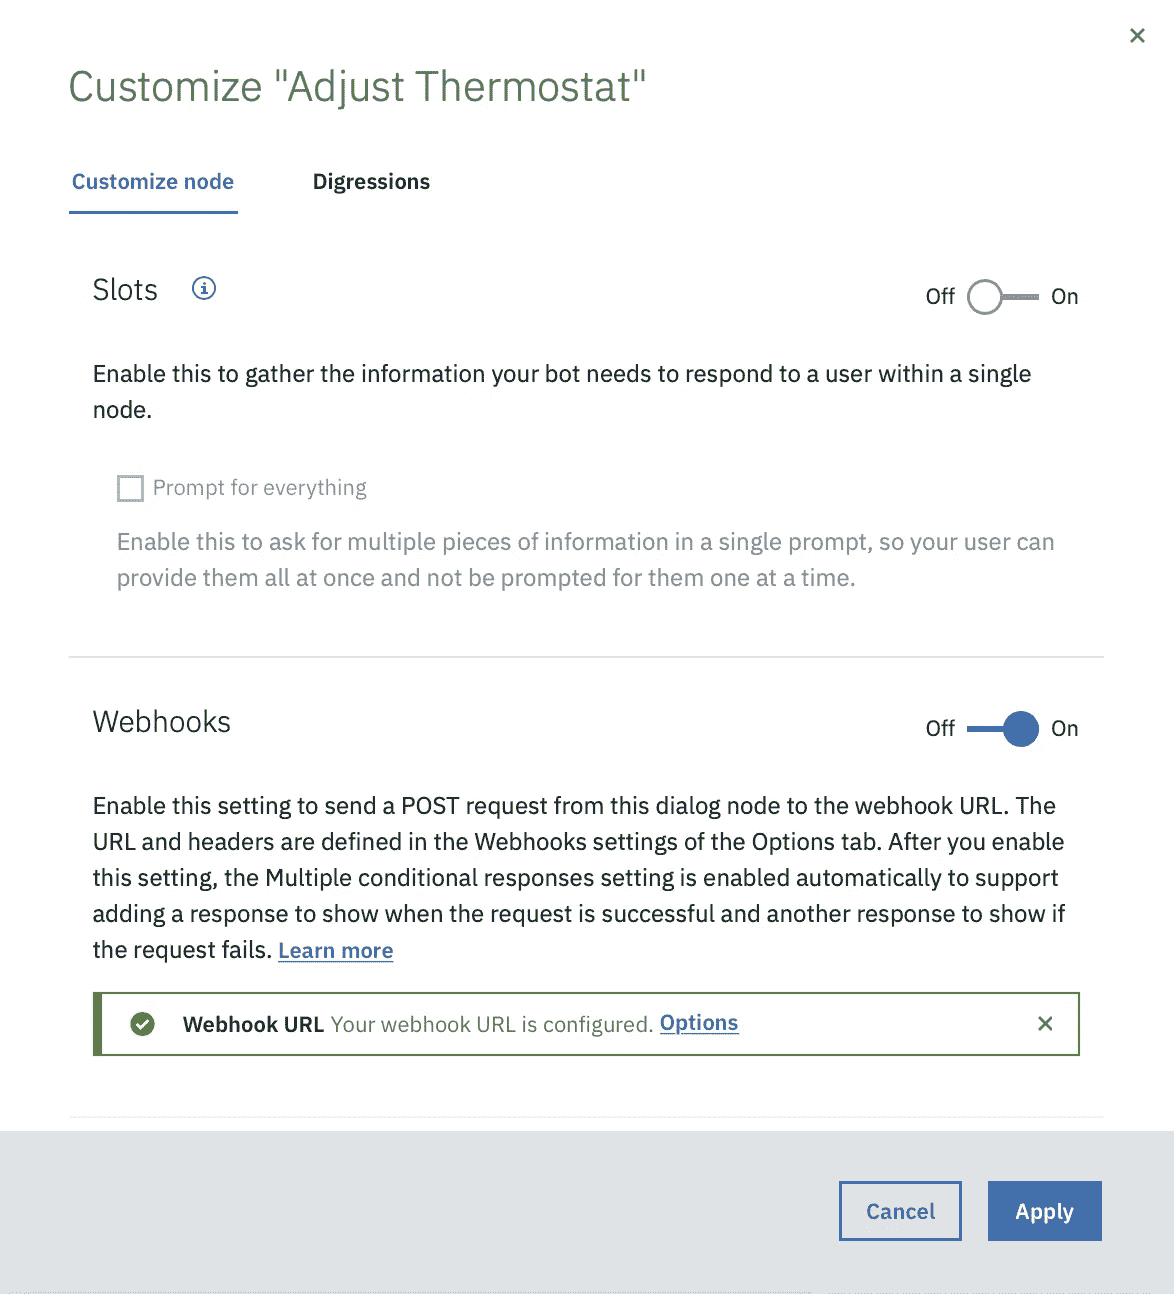 Customize "Adjust Thermostat"
Customize node
Digressions
Slots
Off
On
Enable this to gather the information your bot needs to respond to a user within a single
node.
Prompt for everything
Enable this to ask for multiple pieces of information in a single prompt, so your user can
provide them all at once and not be prompted for them one at a time.
Webhooks
Off
On
Enable this setting to send a POST request from this dialog node to the webhook URL. The
URL and headers are defined in the Webhooks settings of the Options tab. After you enable
this setting, the Multiple conditional responses setting is enabled automatically to support
adding a response to show when the request is successful and another response to show if
the request fails. Learn more
Webhook URL Your webhook URL is configured. Options
Cancel
Apply